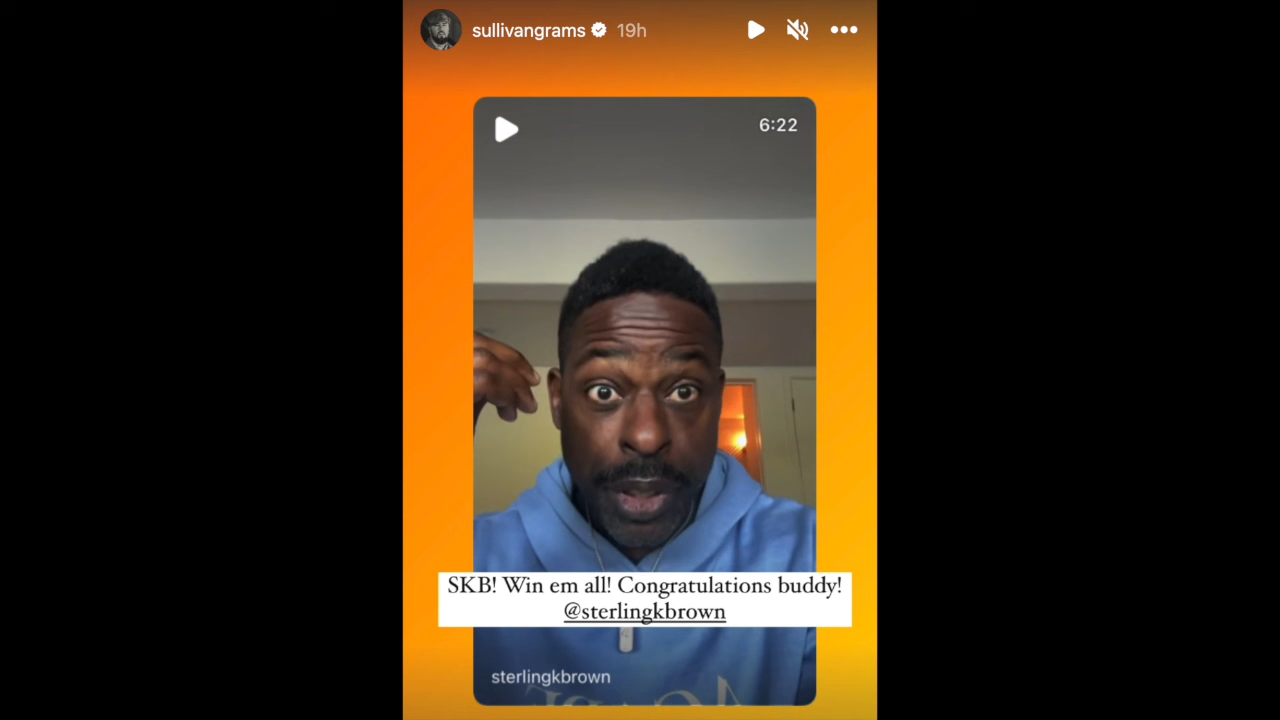 sullivangrams 19h
6:22
SKB! Win em all! Congratulations buddy!
@sterlingkbrown
sterlingkbrown